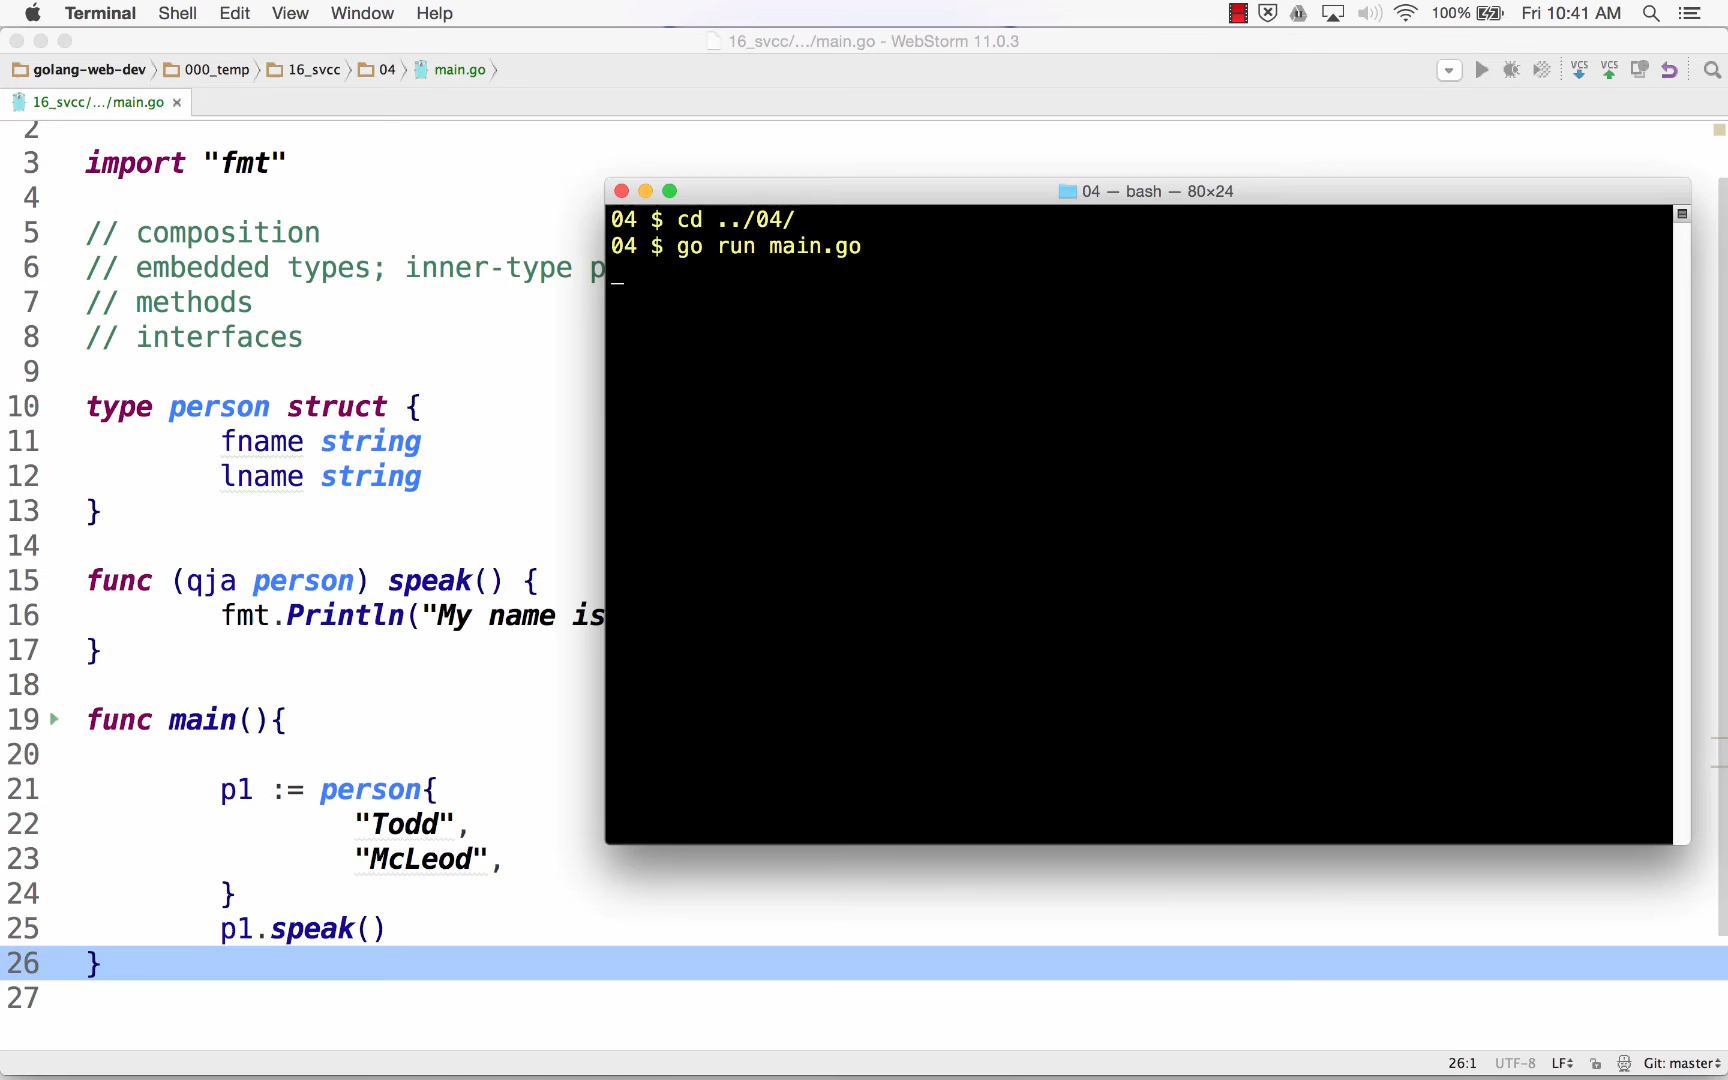 Terminal Shell Edit View Window Help 100% Fri 10:41 AM
16_svcc/.../main.go - WebStorm 11.0.3
golang-web-dev 000_temp 16_svcc 04 main.go VCS VCS
16_svcc/.../main.go
2
3 import "fmt"
4
5 // composition
6 // embedded types; inner-type p
7 // methods
8 // interfaces
9
10 type person struct {
11 fname string
12 lname string
13 }
14
15 func (qja person) speak() {
16 fmt.Println("My name is
17 }
18
19 func main(){
20
21 p1 := person{
22 "Todd",
23 "McLeod",
24 }
25 p1.speak()
26 }
27
04 — bash — 80×24
04 $ cd ../04/
04 $ go run main.go
26:1 UTF-8 LF Git: master